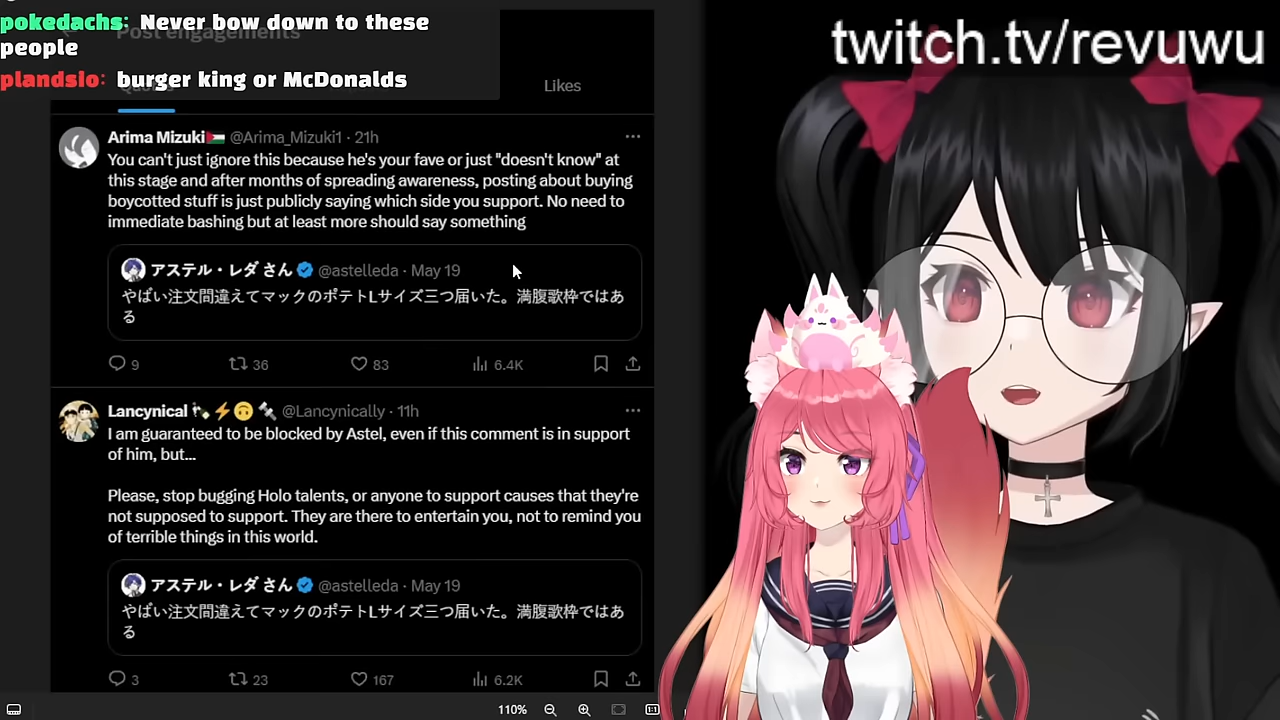 pokedachs: Never bow down to these
people
plandsio: burger king or McDonalds
twitch.tv/revuwu
Post engagements
Likes
Arima Mizuki🇵🇸 @Arima_Mizuki1 · 21h
You can't just ignore this because he's your fave or just "doesn't know" at
this stage and after months of spreading awareness, posting about buying
boycotted stuff is just publicly saying which side you support. No need to
immediate bashing but at least more should say something
アステル・レダ さん @astelleda · May 19
やばい注文間違えてマックのポテトLサイズ三つ届いた。満腹歌枠ではあ
る
9 36 83 6.4K
Lancynical @Lancynically · 11h
I am guaranteed to be blocked by Astel, even if this comment is in support
of him, but...
Please, stop bugging Holo talents, or anyone to support causes that they're
not supposed to support. They are there to entertain you, not to remind you
of terrible things in this world.
アステル・レダ さん @astelleda · May 19
やばい注文間違えてマックのポテトLサイズ三つ届いた。満腹歌枠ではあ
る
3 23 167 6.2K
110%